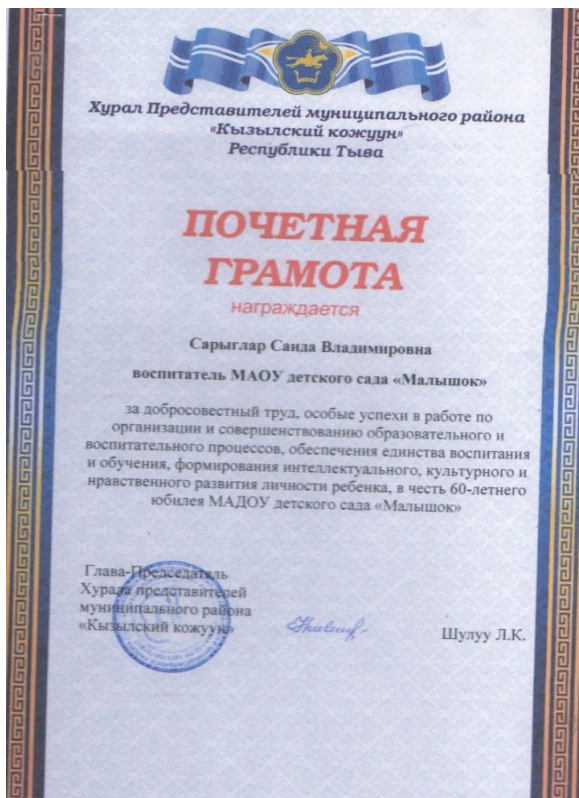 Хурал Представителей муниципального района
«Кызылский кожуун»
Республики Тыва
ПОЧЕТНАЯ
ГРАМОТА
награждается
Сарыглар Саида Владимировна
воспитатель МАОУ детского сада «Малышок»
за добросовестный труд, особые успехи в работе по
организации и совершенствованию образовательного и
воспитательного процессов, обеспечения единства воспитания
и обучения, формирования интеллектуального, культурного и
нравственного развития личности ребенка, в честь 60-летнего
юбилея МАДОУ детского сада «Малышок»
Глава-Председатель
Хурала представителей
муниципального района
«Кызылский кожуун»
Шулуу Л.К.